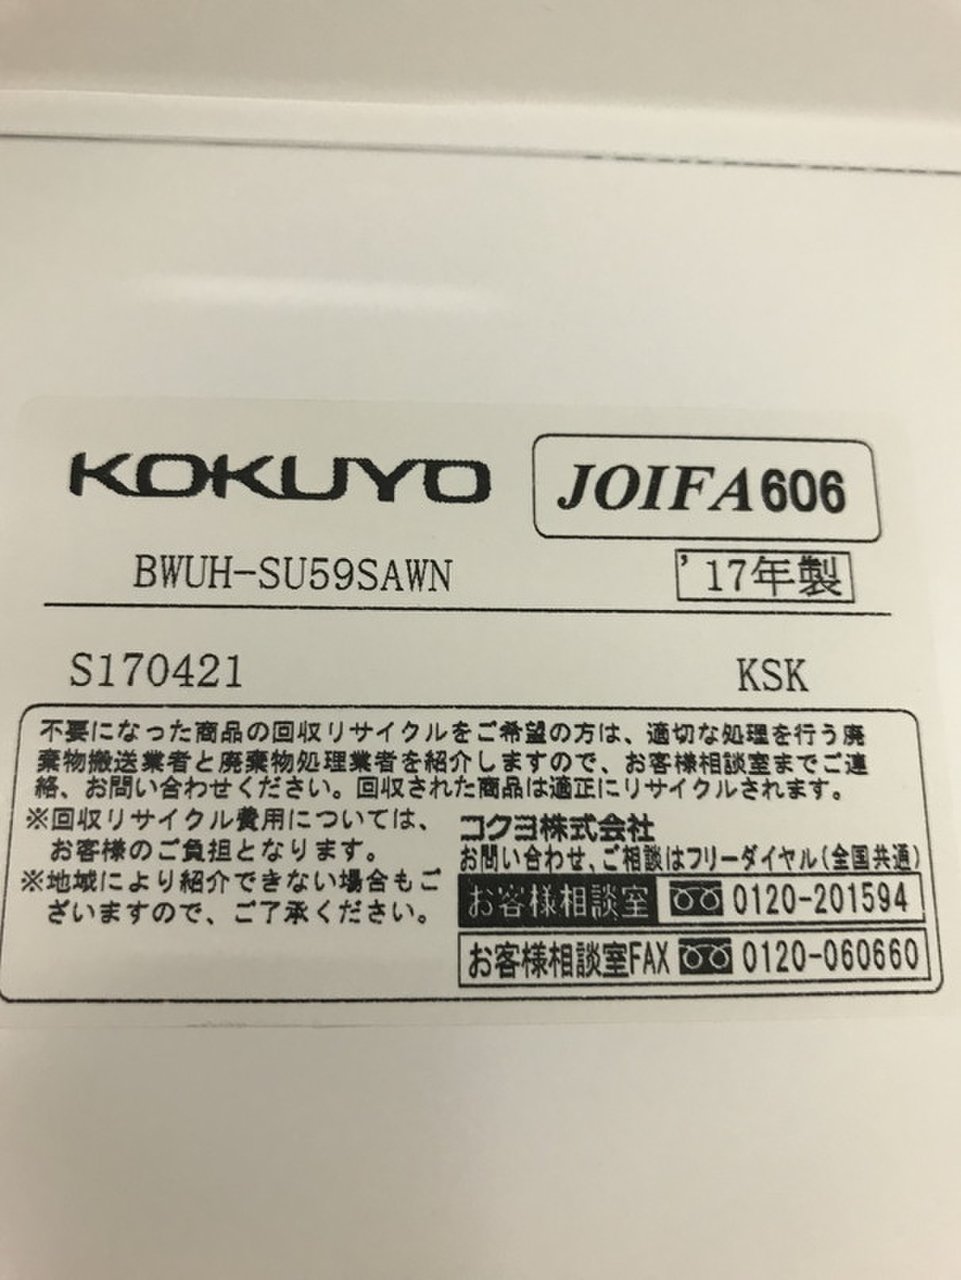 KOKUYO
JOIFA606
BWUH-SU59SAWN
'17年製
S170421
KSK
不要になった商品の回収リサイクルをご希望の方は、適切な処理を行う廃
棄物搬送業者と廃棄物処理業者を紹介しますので、お客様相談室までご連
絡、お問い合わせください。回収された商品は適正にリサイクルされます。
※回収リサイクル費用については、
お客様のご負担となります。
※地域により紹介できない場合もご
ざいますので、ご了承ください。
コクヨ株式会社
お問い合わせ、ご相談はフリーダイヤル(全国共通)
お客様相談室 0120-201594
お客様相談室FAX 0120-060660